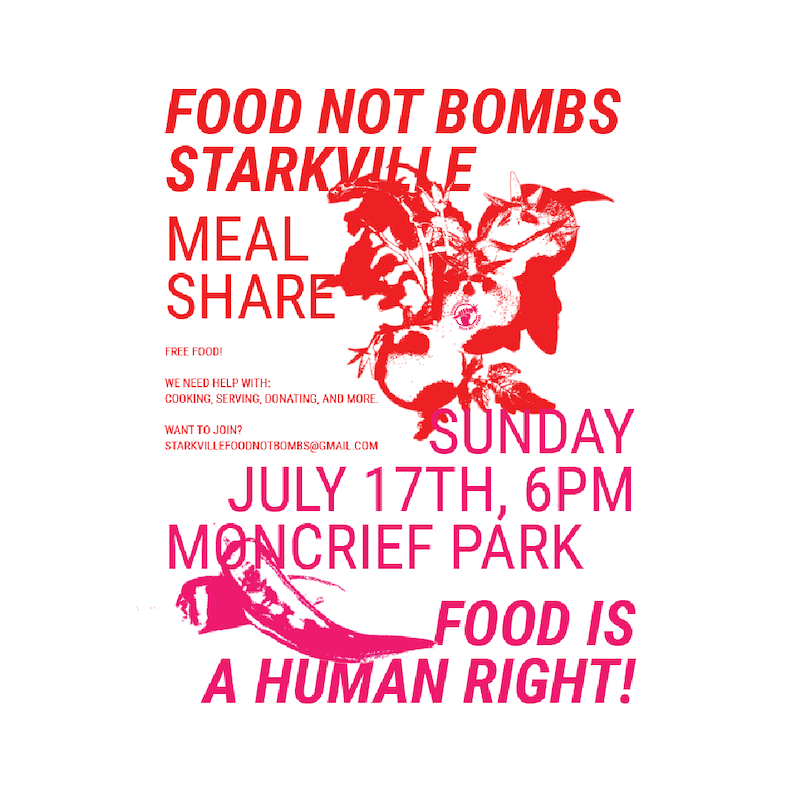 FOOD NOT BOMBS
STARKVILLE
MEAL
SHARE
FREE FOOD!
WE NEED HELP WITH:
COOKING, SERVING, DONATING, AND MORE.
WANT TO JOIN?
STARKVILLEFOODNOTBOMBS@GMAIL.COM
SUNDAY
JULY 17TH, 6PM
MONCRIEF PARK
FOOD IS
A HUMAN RIGHT!